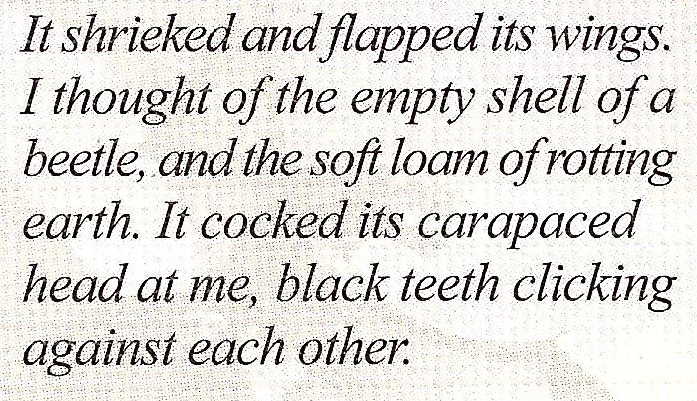 It shrieked and flapped its wings.
I thought of the empty shell of a
beetle, and the soft loam of rotting
earth. It cocked its carapaced
head at me, black teeth clicking
against each other.